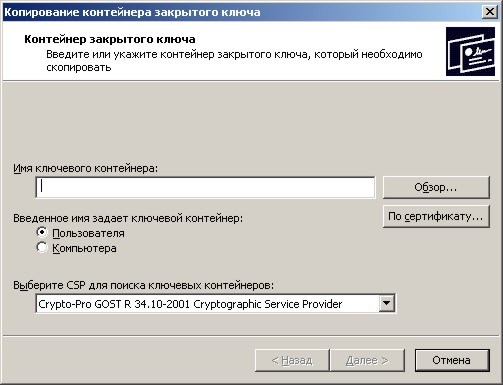 Копирование контейнера закрытого ключа
Контейнер закрытого ключа
Введите или укажите контейнер закрытого ключа, который необходимо
скопировать
Имя ключевого контейнера:
Обзор...
Введенное имя задает ключевой контейнер:
По сертификату...
Пользователя
Компьютера
Выберите CSP для поиска ключевых контейнеров:
Crypto-Pro GOST R 34.10-2001 Cryptographic Service Provider
< Назад
Далее >
Отмена